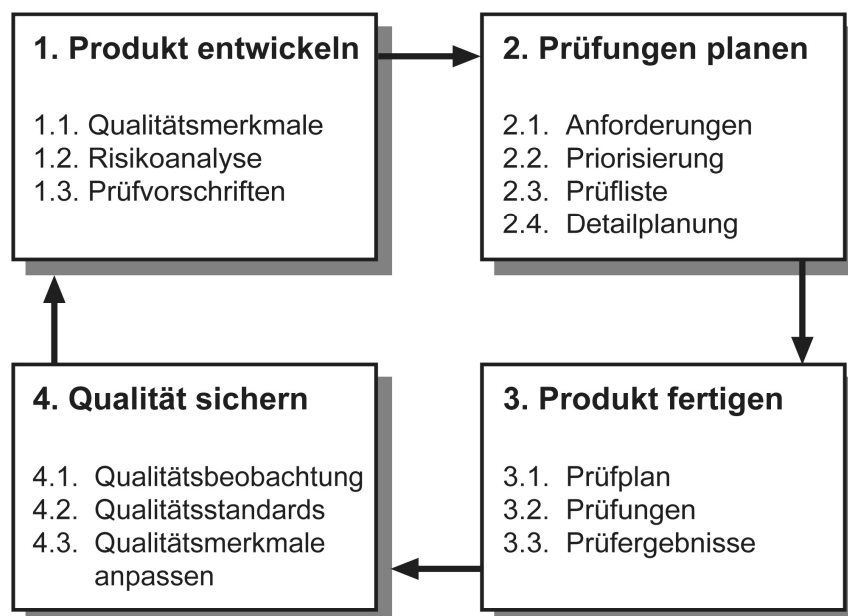 1. Produkt entwickeln
1.1. Qualitätsmerkmale
1.2. Risikoanalyse
1.3. Prüfvorschriften
2. Prüfungen planen
2.1. Anforderungen
2.2. Priorisierung
2.3. Prüfliste
2.4. Detailplanung
3. Produkt fertigen
3.1. Prüfplan
3.2. Prüfungen
3.3. Prüfergebnisse
4. Qualität sichern
4.1. Qualitätsbeobachtung
4.2. Qualitätsstandards
4.3. Qualitätsmerkmale
anpassen